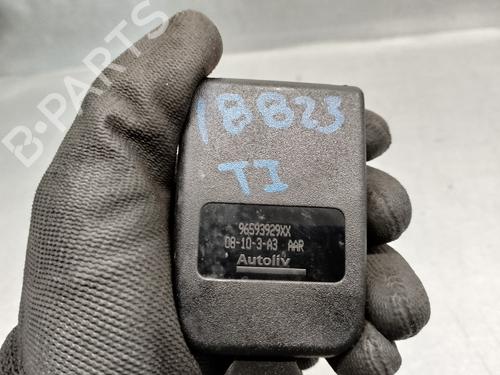 B-PARTS
1BB23
TI
96593929XX
08-10-3-A3 AAR
Autoliv